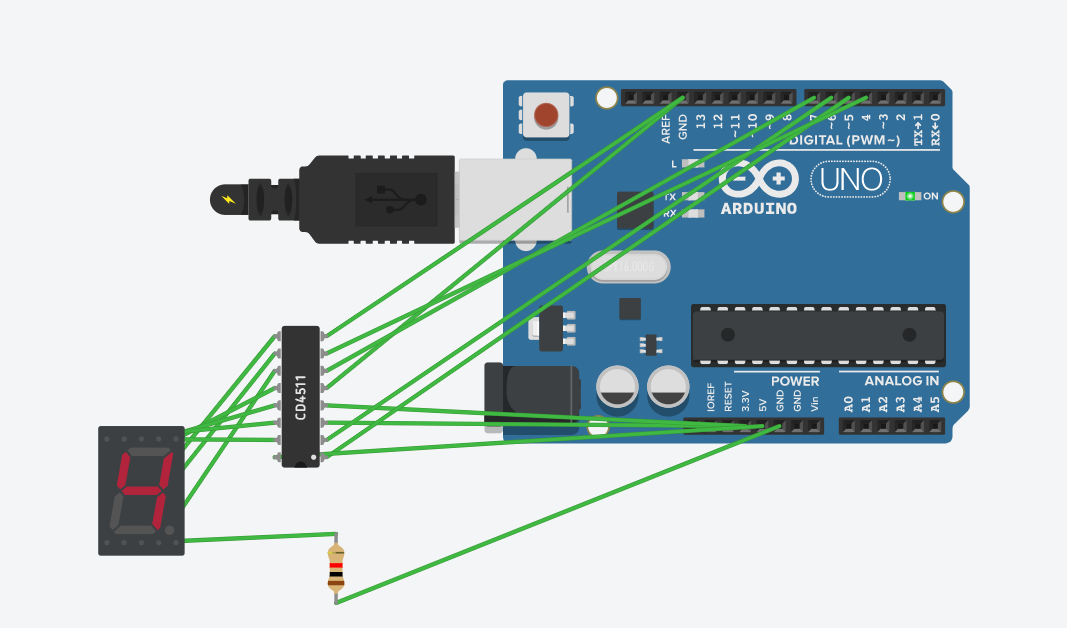 AREF
GND
13
12
~11
~10
~9
8
7
~6
~5
4
~3
2
TX→1
RX←0
DIGITAL (PWM~)
L
TX
RX
ARDUINO
UNO
ON
CD4511
POWER
ANALOG IN
IOREF
RESET
3.3V
5V
GND
GND
Vin
A0
A1
A2
A3
A4
A5
4